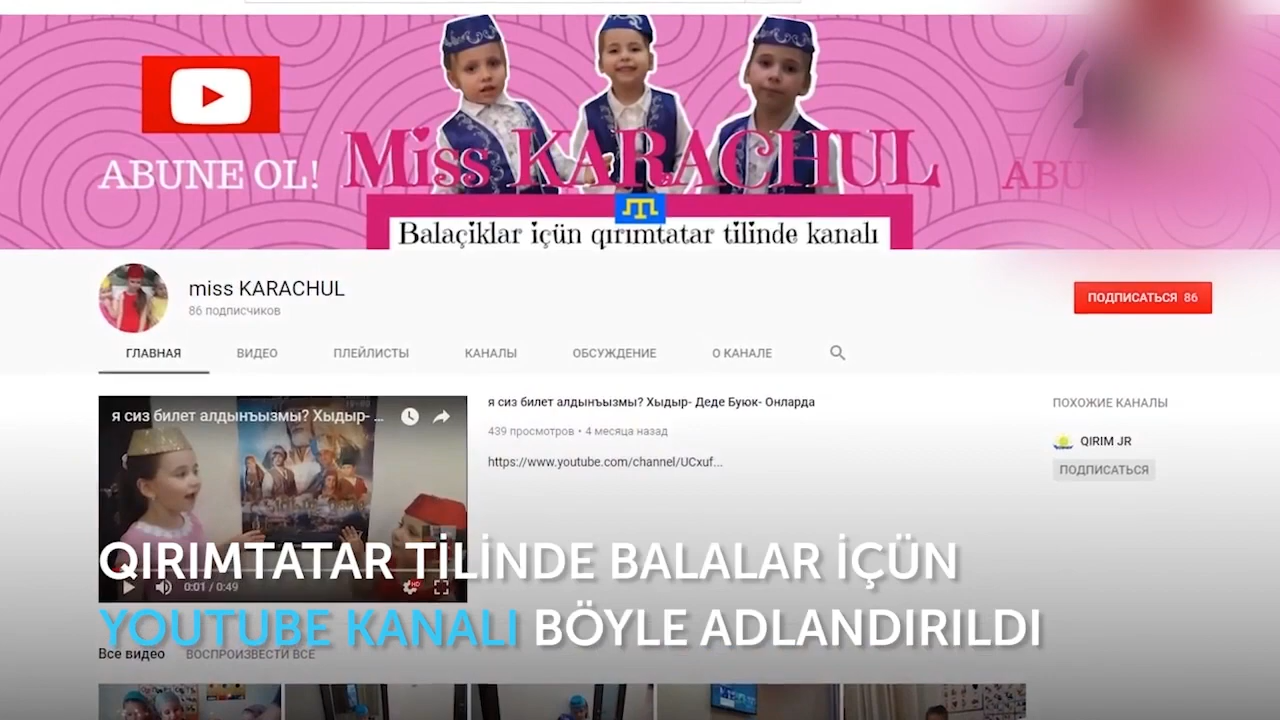 ABUNE OL!
Miss KARACHUL
ABU
Balaçiklar içün qırımtatar tilinde kanalı
miss KARACHUL
86 подписчиков
ПОДПИСАТЬСЯ 86
ГЛАВНАЯ ВИДЕО ПЛЕЙЛИСТЫ КАНАЛЫ ОБСУЖДЕНИЕ О КАНАЛЕ
я сиз билет алдынъызмы? Хыдыр- ...
я сиз билет алдынъызмы? Хыдыр- Деде Буюк- Онларда
439 просмотров • 4 месяца назад
https://www.youtube.com/channel/UCxuf...
ПОХОЖИЕ КАНАЛЫ
QIRIM JR
ПОДПИСАТЬСЯ
0:01 / 0:49
HD
QIRIMTATAR TİLİNDE BALALAR İÇÜN
YOUTUBE KANALI BÖYLE ADLANDIRILDI
Все видео ВОСПРОИЗВЕСТИ ВСЕ